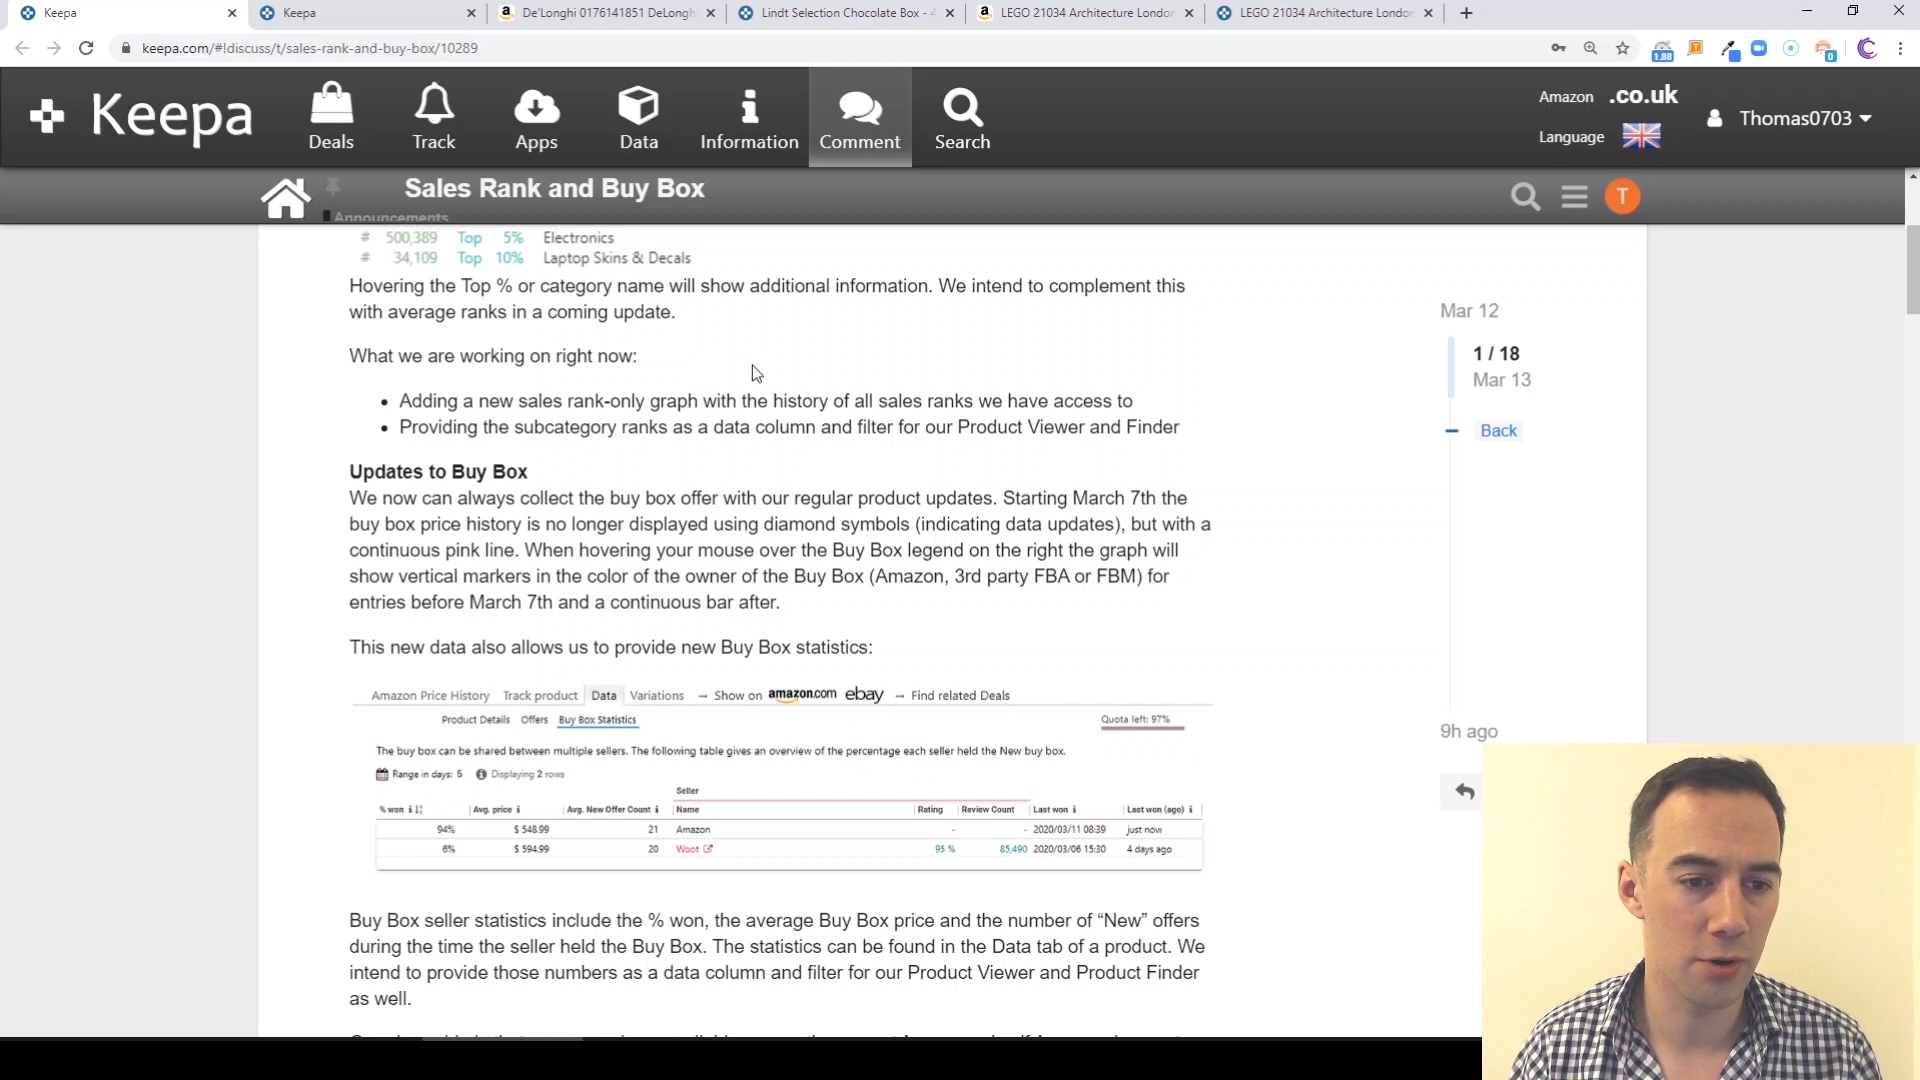 Keepa
Keepa
De'Longhi 0176141851 DeLongh
Lindt Selection Chocolate Box - 4
LEGO 21034 Architecture London
LEGO 21034 Architecture London
keepa.com/#!discuss/t/sales-rank-and-buy-box/10289
1.88
0
Keepa
Deals
Track
Apps
Data
Information
Comment
Search
Amazon .co.uk
Language
Thomas0703
Sales Rank and Buy Box
Announcements
T
# 500,389 Top 5% Electronics
# 34,109 Top 10% Laptop Skins & Decals
Hovering the Top % or category name will show additional information. We intend to complement this
with average ranks in a coming update.
What we are working on right now:
• Adding a new sales rank-only graph with the history of all sales ranks we have access to
• Providing the subcategory ranks as a data column and filter for our Product Viewer and Finder
Updates to Buy Box
We now can always collect the buy box offer with our regular product updates. Starting March 7th the
buy box price history is no longer displayed using diamond symbols (indicating data updates), but with a
continuous pink line. When hovering your mouse over the Buy Box legend on the right the graph will
show vertical markers in the color of the owner of the Buy Box (Amazon, 3rd party FBA or FBM) for
entries before March 7th and a continuous bar after.
This new data also allows us to provide new Buy Box statistics:
Amazon Price History Track product Data Variations → Show on amazon.com ebay → Find related Deals
Product Details Offers Buy Box Statistics Quota left: 97%
The buy box can be shared between multiple sellers. The following table gives an overview of the percentage each seller held the New buy box.
Range in days: 5 Displaying 2 rows
Seller
% won Avg. price Avg. New Offer Count Name Rating Review Count Last won Last won (ago)
94% $ 548.99 21 Amazon - - 2020/03/11 08:39 just now
6% $ 594.99 20 Woot 95 % 85,490 2020/03/06 15:30 4 days ago
Buy Box seller statistics include the % won, the average Buy Box price and the number of “New” offers
during the time the seller held the Buy Box. The statistics can be found in the Data tab of a product. We
intend to provide those numbers as a data column and filter for our Product Viewer and Product Finder
as well.
Mar 12
1 / 18
Mar 13
Back
9h ago